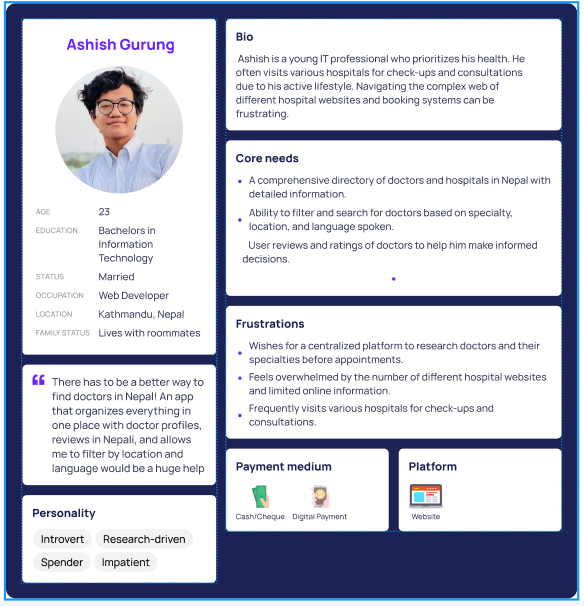 Ashish Gurung
AGE 23
EDUCATION Bachelors in
Information
Technology
STATUS Married
OCCUPATION Web Developer
LOCATION Kathmandu, Nepal
FAMILY STATUS Lives with roommates
“ There has to be a better way to
find doctors in Nepal! An app
that organizes everything in
one place with doctor profiles,
reviews in Nepali, and allows
me to filter by location and
language would be a huge help
Personality
Introvert Research-driven
Spender Impatient
Bio
Ashish is a young IT professional who prioritizes his health. He
often visits various hospitals for check-ups and consultations
due to his active lifestyle. Navigating the complex web of
different hospital websites and booking systems can be
frustrating.
Core needs
• A comprehensive directory of doctors and hospitals in Nepal with
detailed information.
• Ability to filter and search for doctors based on specialty,
location, and language spoken.
User reviews and ratings of doctors to help him make informed
decisions.
Frustrations
• Wishes for a centralized platform to research doctors and their
specialties before appointments.
• Feels overwhelmed by the number of different hospital websites
and limited online information.
• Frequently visits various hospitals for check-ups and
consultations.
Payment medium
Cash/Cheque Digital Payment
Platform
Website